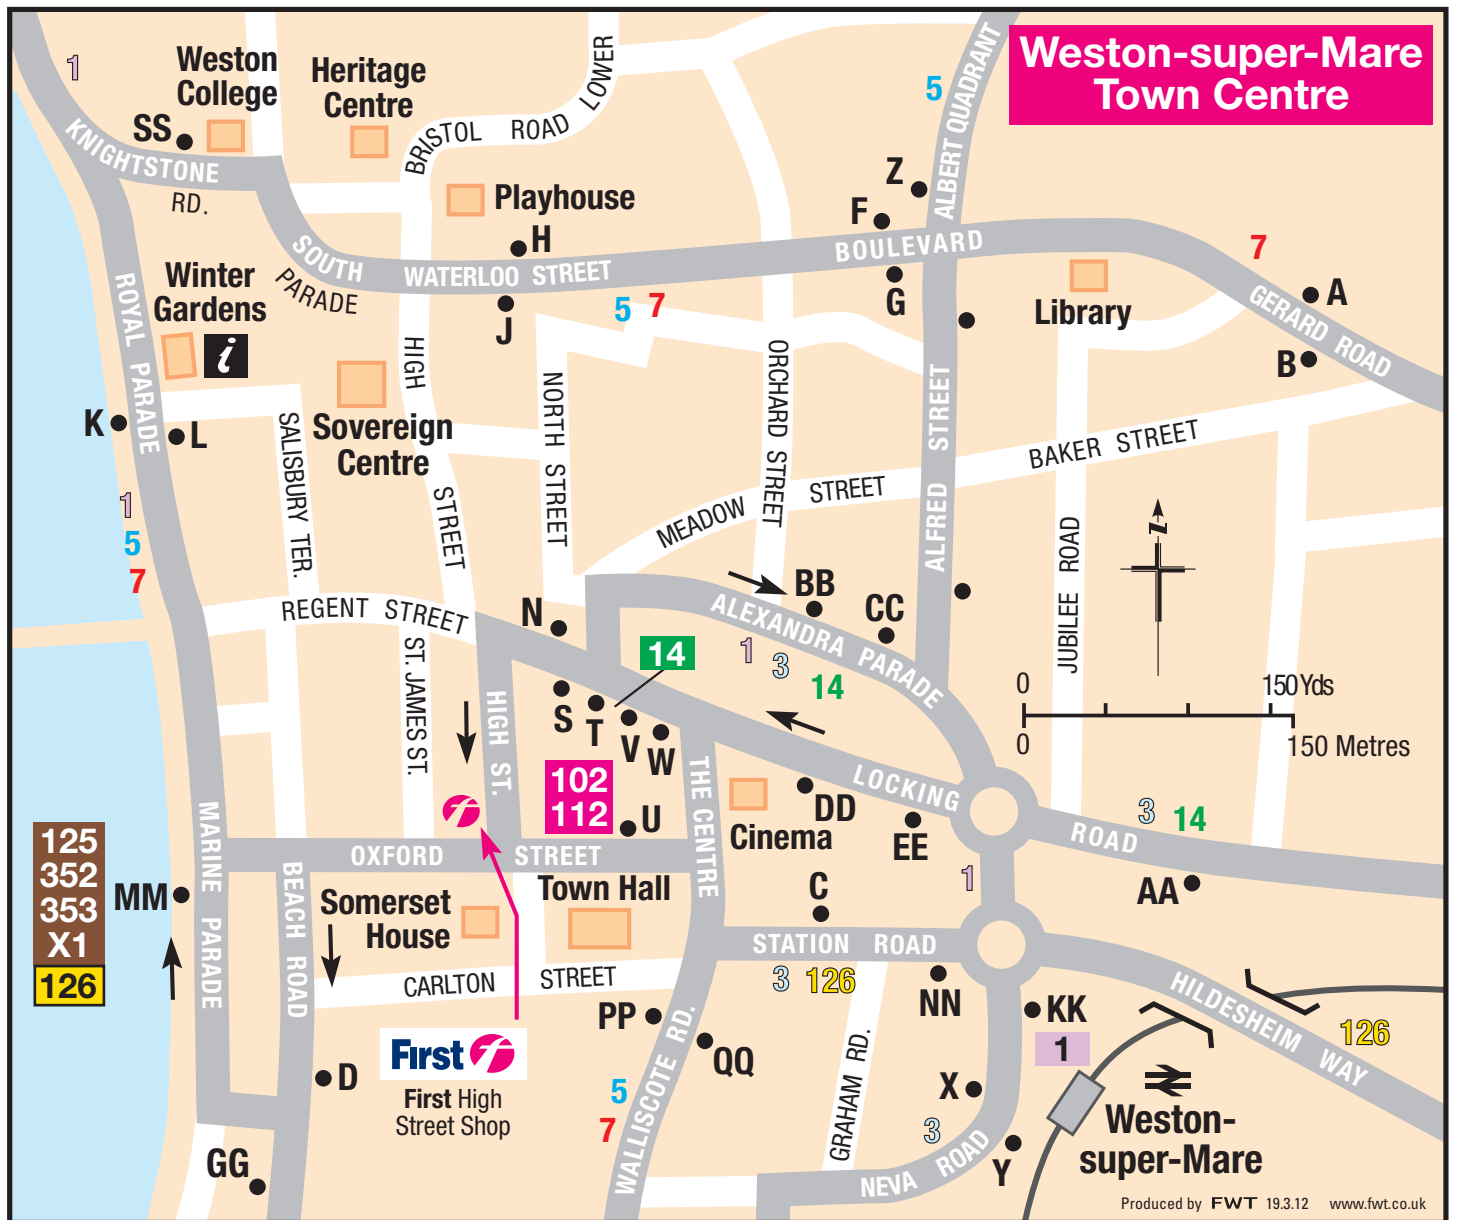 Weston-super-Mare
Town Centre
1
Weston
College
Heritage
Centre
LOWER
BRISTOL ROAD
5
ALBERT QUADRANT
SS
KNIGHTSTONE
RD.
Playhouse
Z
F
H
BOULEVARD
7
SOUTH
PARADE
WATERLOO STREET
G
Library
A
GERARD ROAD
B
ROYAL PARADE
Winter
Gardens
i
J
5 7
HIGH
STREET
NORTH STREET
ORCHARD STREET
ALFRED STREET
K
L
SALISBURY TER.
Sovereign
Centre
BAKER STREET
MEADOW STREET
JUBILEE ROAD
N
1
5
7
REGENT STREET
ST. JAMES ST.
N
BB
CC
ALEXANDRA PARADE
14
1
3
14
0 150 Yds
0 150 Metres
S
T
V
W
HIGH ST.
102
112
U
THE CENTRE
Cinema
DD
EE
LOCKING
ROAD
3 14
AA
125
352
353
X1
126
MM
MARINE PARADE
BEACH ROAD
OXFORD STREET
f
Somerset
House
Town Hall
C
1
STATION ROAD
3 126
NN
KK
1
HILDESHEIM WAY
126
CARLTON STREET
PP
QQ
WALLISCOTE RD.
GRAHAM RD.
First f
First High
Street Shop
D
GG
5
7
X
3
Y
NEVA ROAD
Weston-
super-Mare
Produced by FWT 19.3.12 www.fwt.co.uk